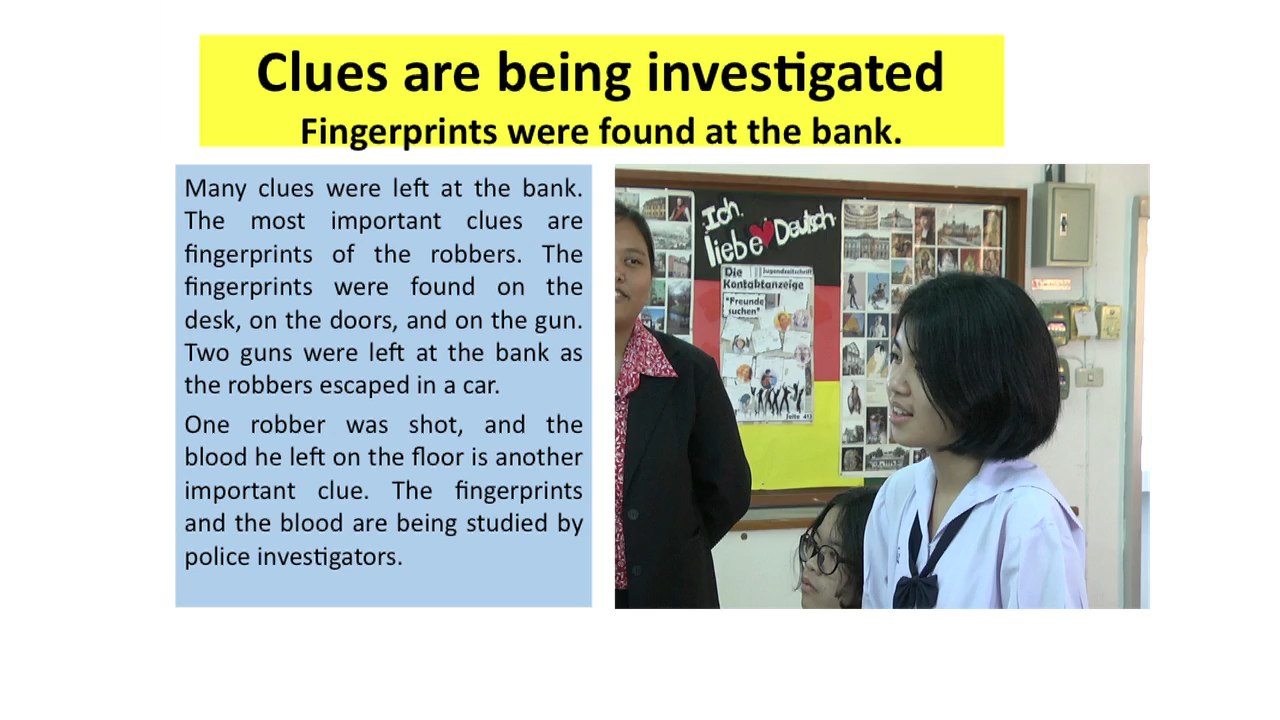 Clues are being investigated
Fingerprints were found at the bank.
Many clues were left at the bank.
The most important clues are
fingerprints of the robbers. The
fingerprints were found on the
desk, on the doors, and on the gun.
Two guns were left at the bank as
the robbers escaped in a car.
One robber was shot, and the
blood he left on the floor is another
important clue. The fingerprints
and the blood are being studied by
police investigators.
Ich
liebe Deutsch
Die Jugendzeitschrift
Kontaktanzeige
"Freunde
suchen"
Seite